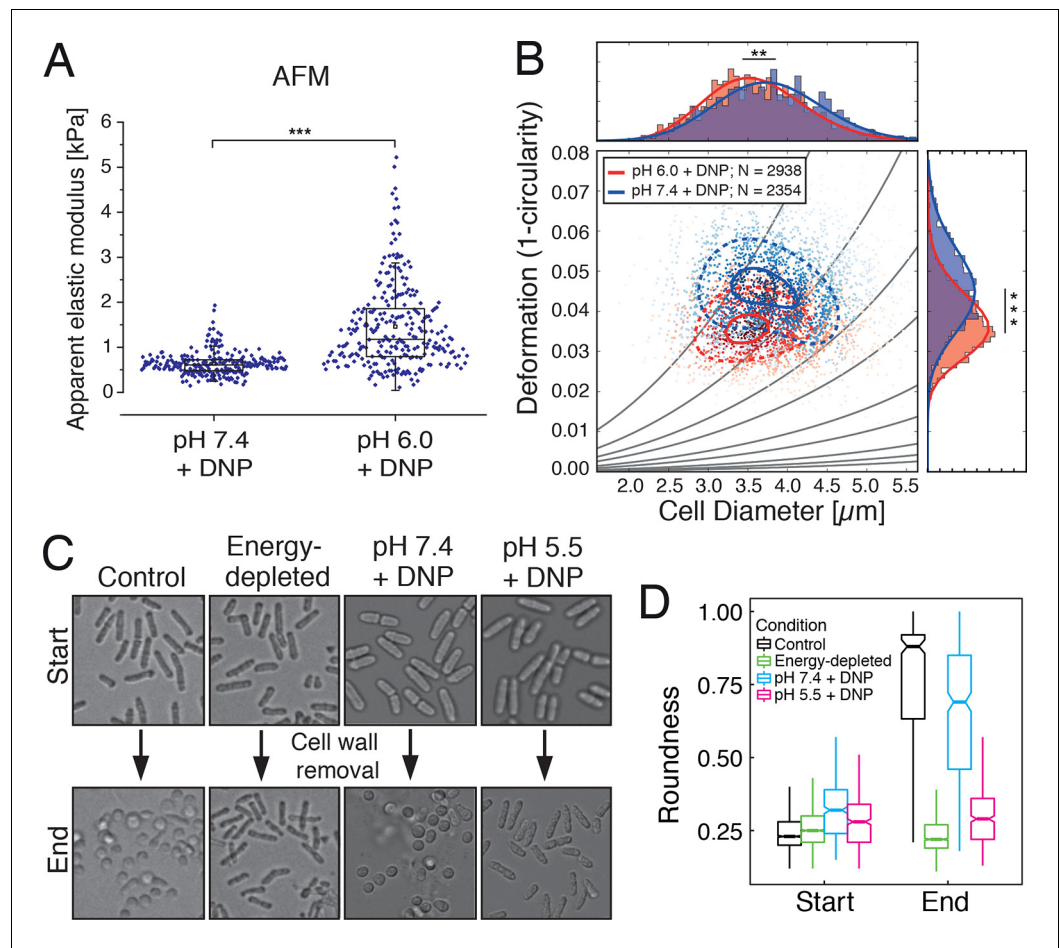 A
AFM
Apparent elastic modulus [kPa]
6
5
4
3
2
1
0
***
pH 7.4
+ DNP
pH 6.0
+ DNP
B
**
Deformation (1-circularity)
0.08
0.07
0.06
0.05
0.04
0.03
0.02
0.01
0.00
pH 6.0 + DNP; N = 2938
pH 7.4 + DNP; N = 2354
***
2.0 2.5 3.0 3.5 4.0 4.5 5.0 5.5
Cell Diameter [µm]
C
Control
Energy-
depleted
pH 7.4
+ DNP
pH 5.5
+ DNP
Start
Cell wall
removal
End
D
Roundness
1.00
0.75
0.50
0.25
Condition
Control
Energy-depleted
pH 7.4 + DNP
pH 5.5 + DNP
Start End